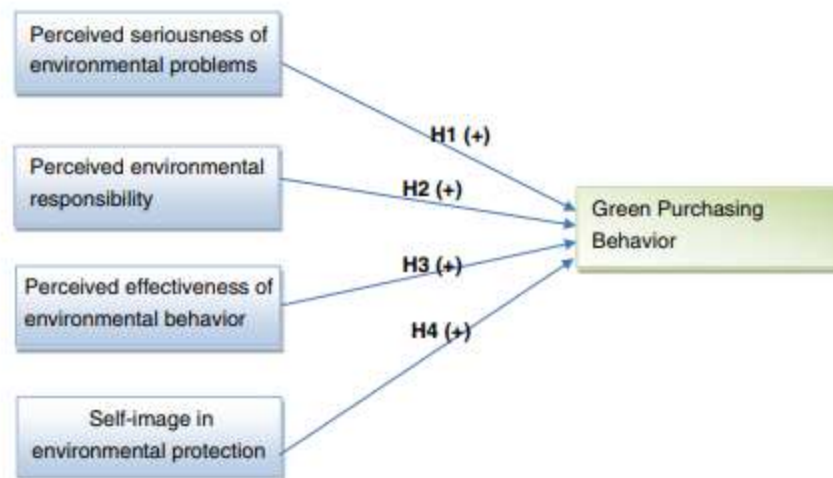 Perceived seriousness of
environmental problems
H1 (+)
Perceived environmental
responsibility
H2 (+)
Green Purchasing
Behavior
H3 (+)
Perceived effectiveness of
environmental behavior
H4 (+)
Self-image in
environmental protection